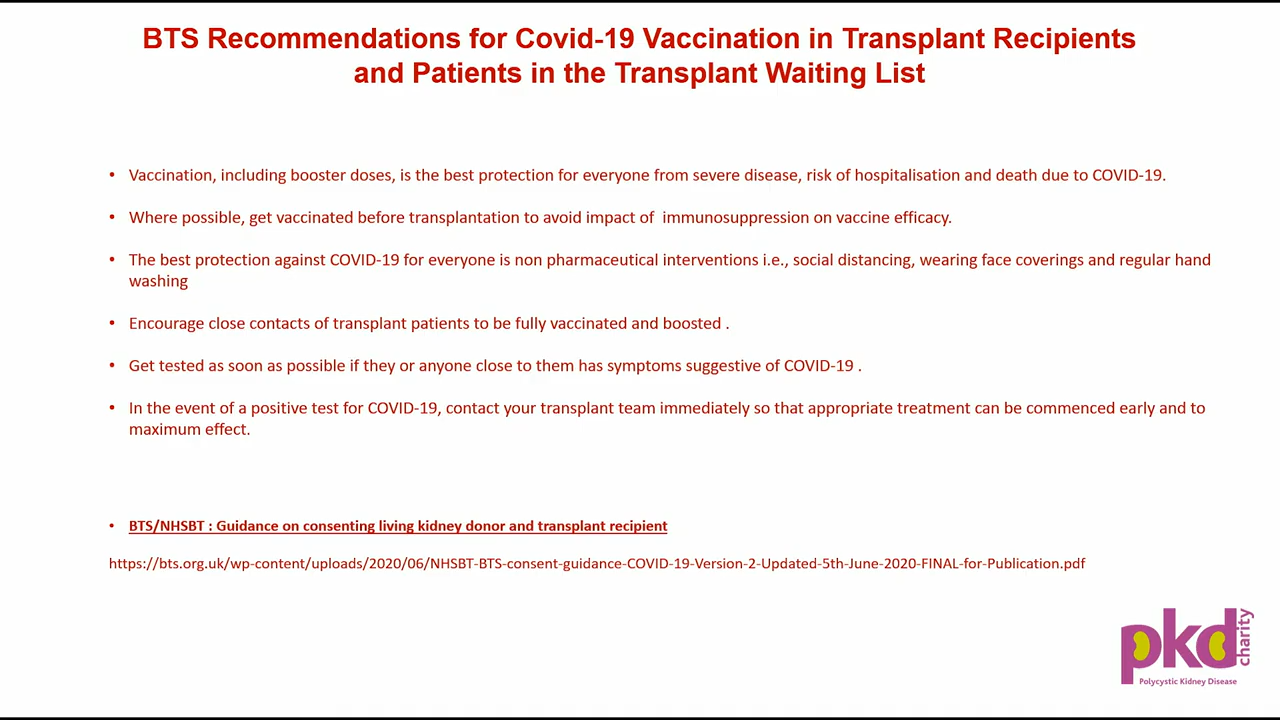 BTS Recommendations for Covid-19 Vaccination in Transplant Recipients
and Patients in the Transplant Waiting List
• Vaccination, including booster doses, is the best protection for everyone from severe disease, risk of hospitalisation and death due to COVID-19.
• Where possible, get vaccinated before transplantation to avoid impact of  immunosuppression on vaccine efficacy.
• The best protection against COVID-19 for everyone is non pharmaceutical interventions i.e., social distancing, wearing face coverings and regular hand
washing
• Encourage close contacts of transplant patients to be fully vaccinated and boosted .
• Get tested as soon as possible if they or anyone close to them has symptoms suggestive of COVID-19 .
• In the event of a positive test for COVID-19, contact your transplant team immediately so that appropriate treatment can be commenced early and to
maximum effect.
• BTS/NHSBT : Guidance on consenting living kidney donor and transplant recipient
https://bts.org.uk/wp-content/uploads/2020/06/NHSBT-BTS-consent-guidance-COVID-19-Version-2-Updated-5th-June-2020-FINAL-for-Publication.pdf
pkd
charity
Polycystic Kidney Disease